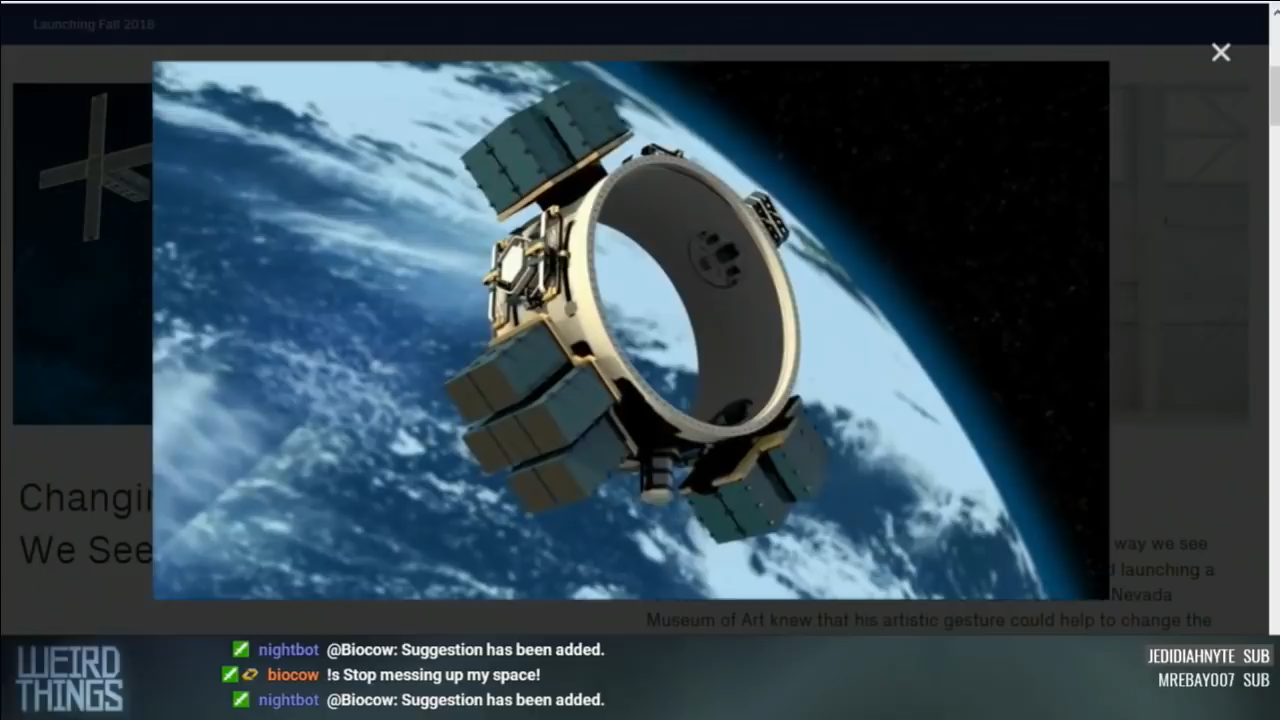 Launching Fall 2018
Changin
We See
way we see
d launching a
Nevada
Museum of Art knew that his artistic gesture could help to change the
WEIRD
THINGS
nightbot @Biocow: Suggestion has been added.
biocow !s Stop messing up my space!
nightbot @Biocow: Suggestion has been added.
JEDIDIAHNYTE SUB
MREBAY007 SUB